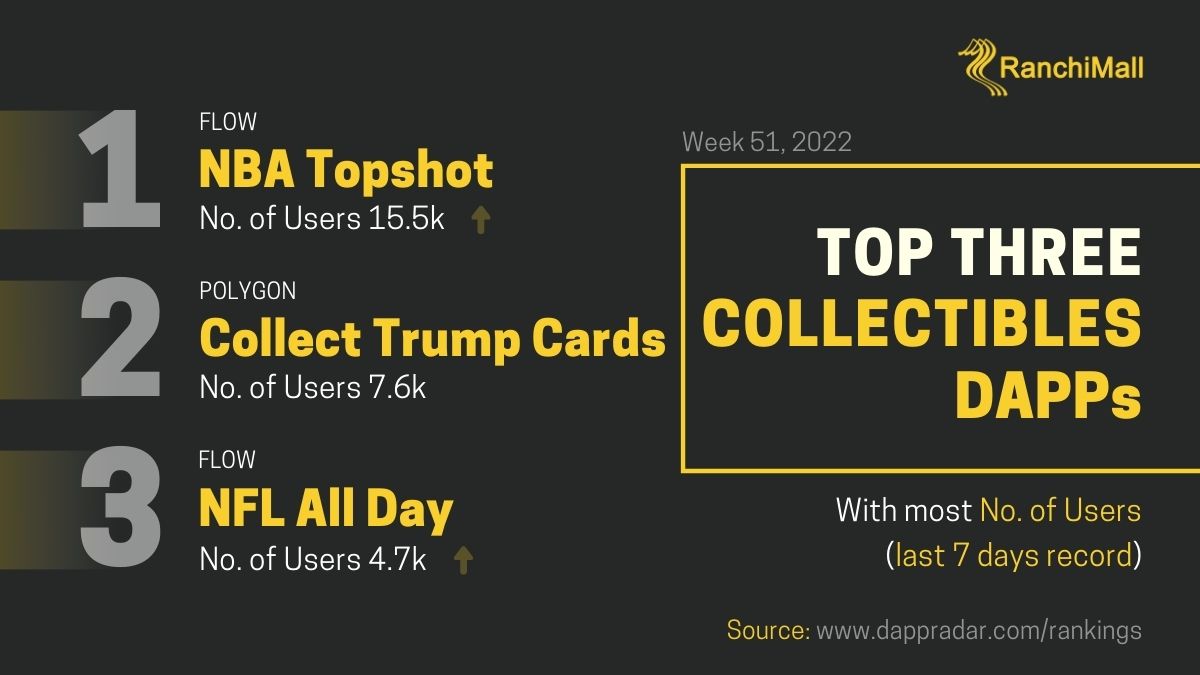 RanchiMall
1
FLOW
NBA Topshot
No. of Users 15.5k
2
POLYGON
Collect Trump Cards
No. of Users 7.6k
3
FLOW
NFL All Day
No. of Users 4.7k
Week 51, 2022
TOP THREE
COLLECTIBLES
DAPPs
With most No. of Users
(last 7 days record)
Source: www.dappradar.com/rankings